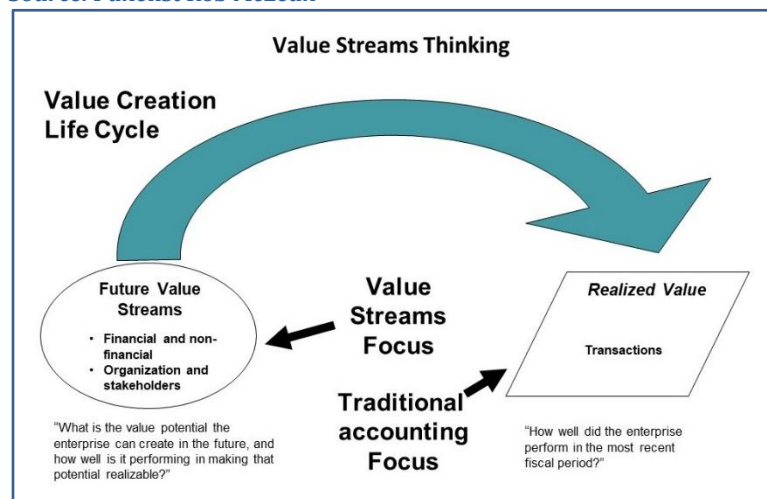 Value Streams Thinking
Value Creation
Life Cycle
Future Value
Streams
• Financial and non-
financial
• Organization and
stakeholders
Value
Streams
Focus
Realized Value
Transactions
Traditional
accounting
Focus
"What is the value potential the
enterprise can create in the future, and
how well is it performing in making that
potential realizable?"
"How well did the enterprise
perform in the most recent
fiscal period?"